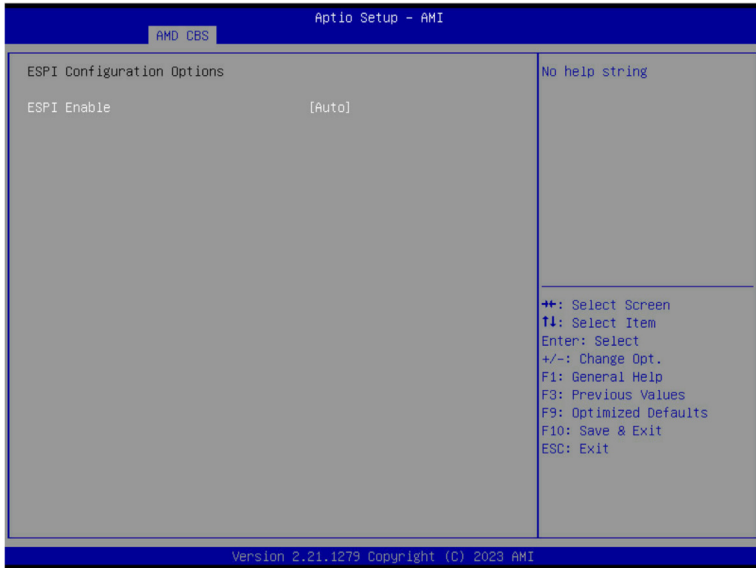 Aptio Setup - AMI
AMD CBS
ESPI Configuration Options
ESPI Enable [Auto]
No help string
→←: Select Screen
↑↓: Select Item
Enter: Select
+/-: Change Opt.
F1: General Help
F3: Previous Values
F9: Optimized Defaults
F10: Save & Exit
ESC: Exit
Version 2.21.1279 Copyright (C) 2023 AMI